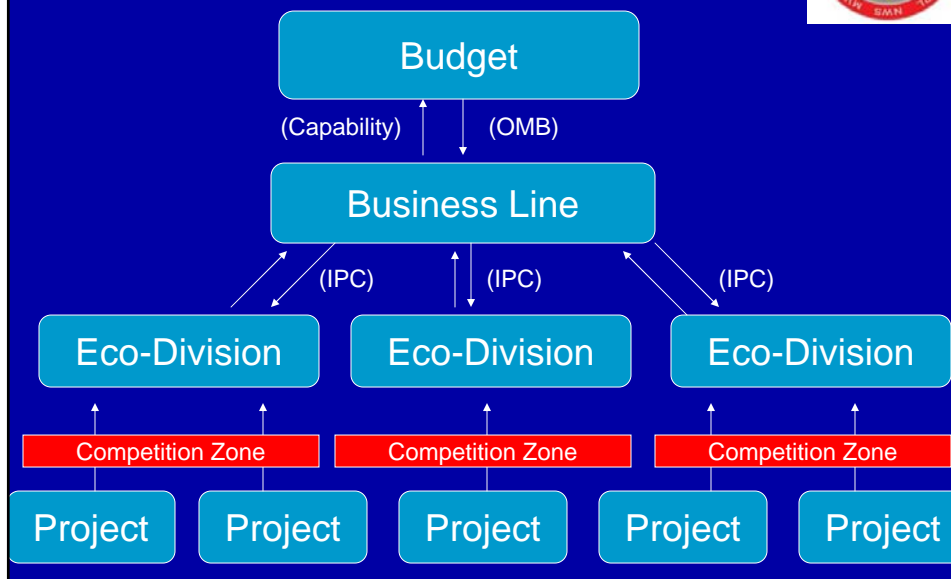 NWS
Budget
(Capability) (OMB)
Business Line
(IPC) (IPC) (IPC)
Eco-Division Eco-Division Eco-Division
Competition Zone Competition Zone Competition Zone
Project Project Project Project Project